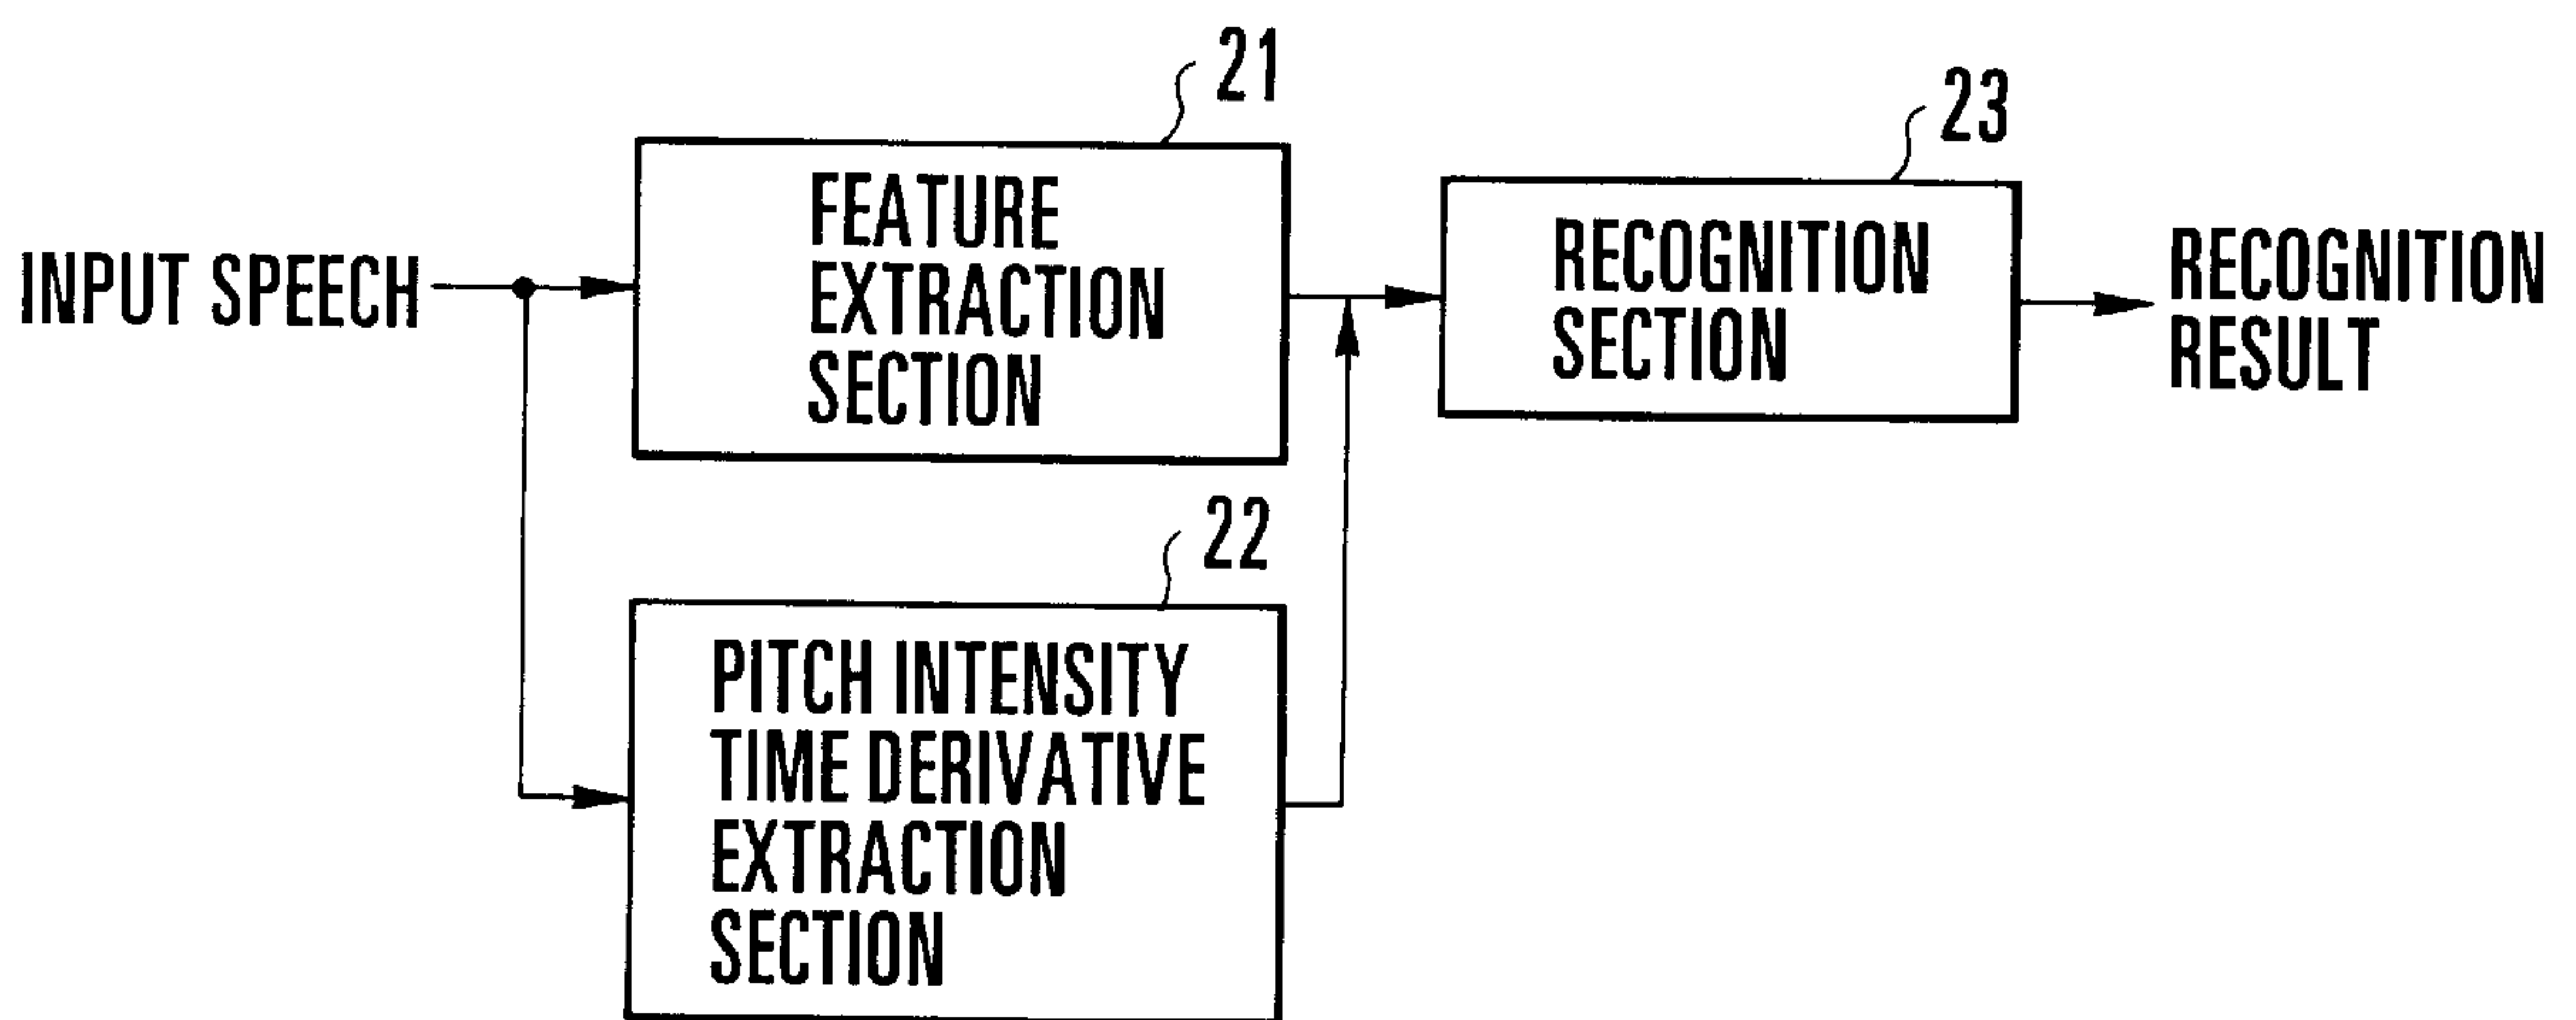 21
23
INPUT SPEECH
FEATURE
EXTRACTION
SECTION
RECOGNITION
SECTION
RECOGNITION
RESULT
22
PITCH INTENSITY
TIME DERIVATIVE
EXTRACTION
SECTION